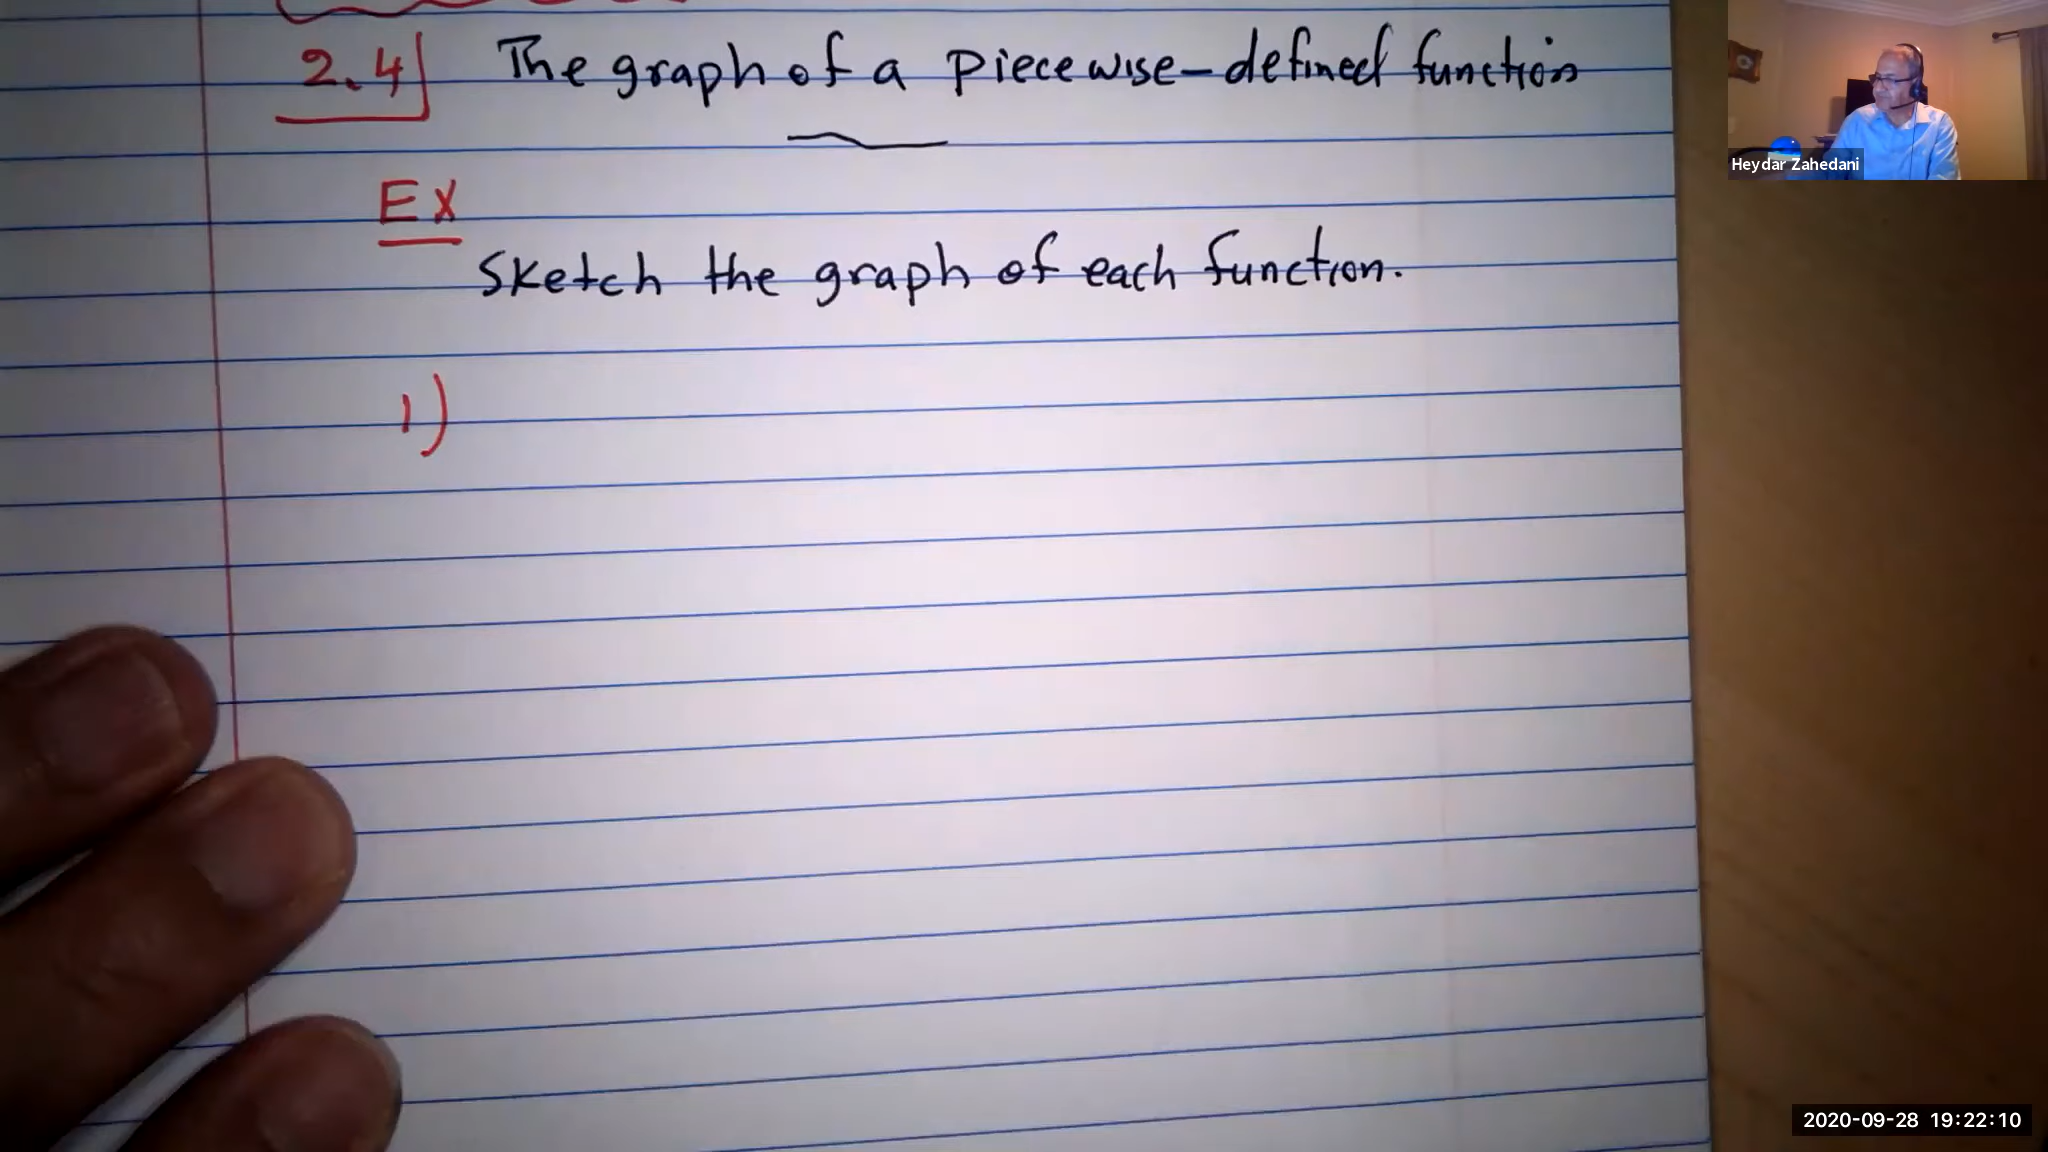 2.4 The graph of a piecewise-defined function
Heydar Zahedani
Ex
Sketch the graph of each function.
1)
2020-09-28 19:22:10